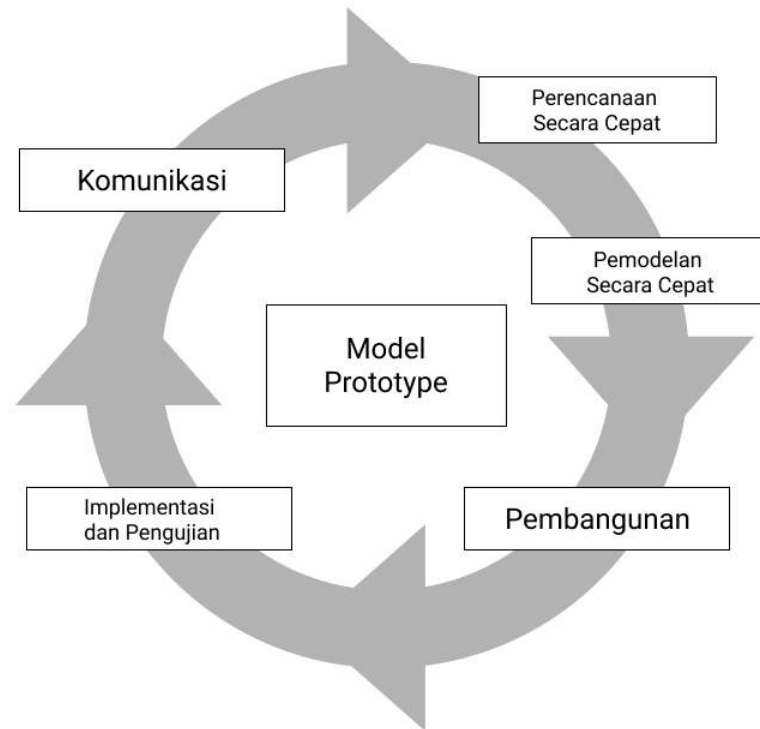 Perencanaan
Secara Cepat
Komunikasi
Pemodelan
Secara Cepat
Model
Prototype
Implementasi
dan Pengujian
Pembangunan